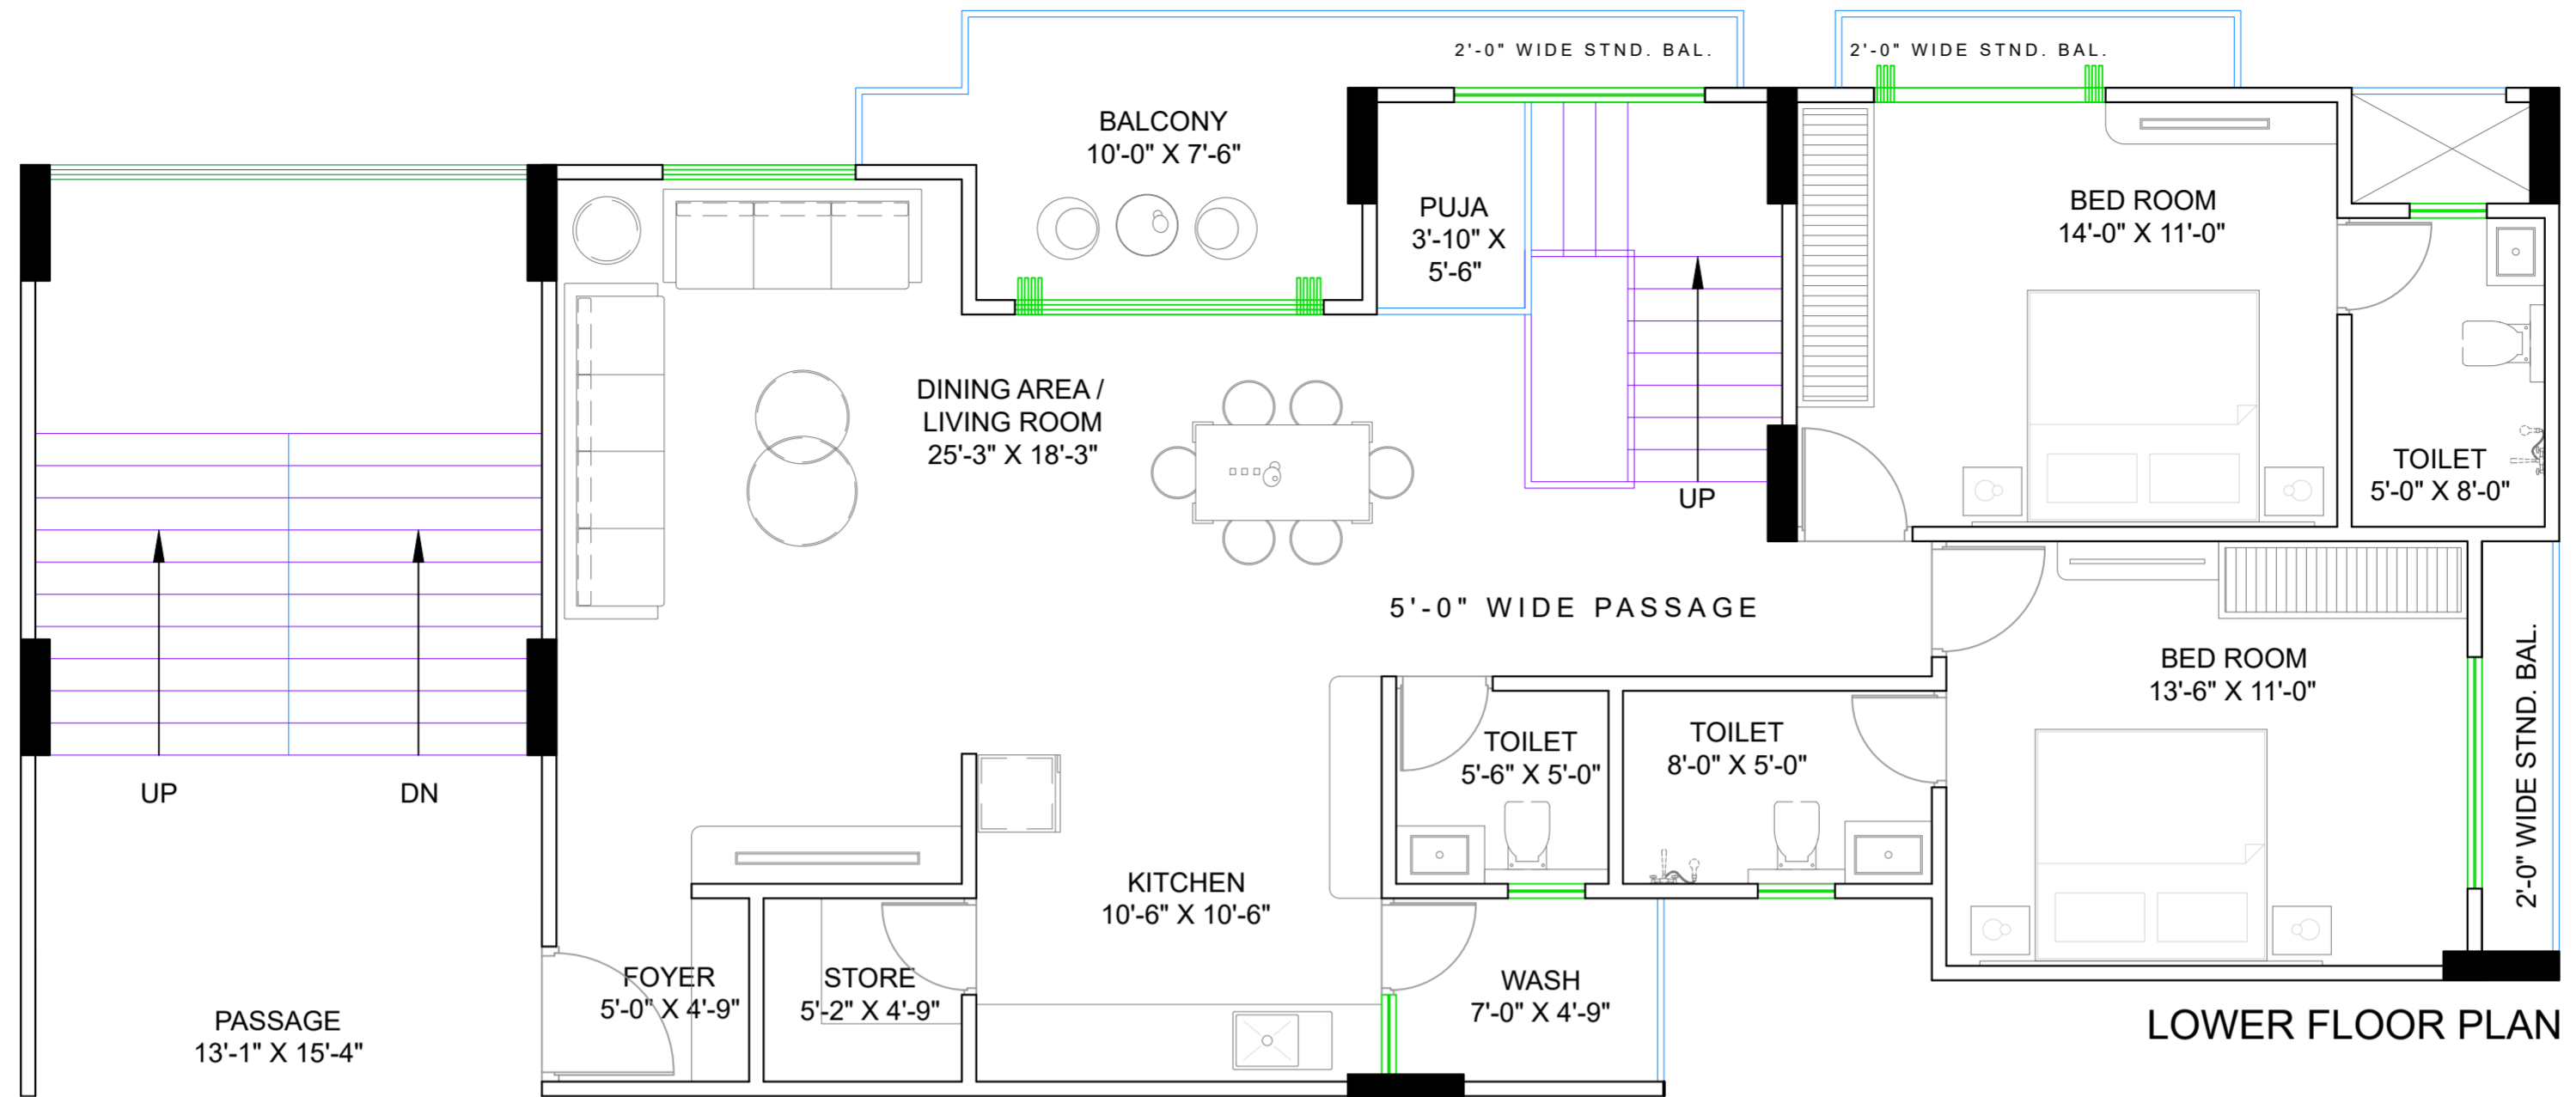 2'-0" WIDE STND. BAL.
2'-0" WIDE STND. BAL.
BALCONY
10'-0" X 7'-6"
PUJA
3'-10" X
5'-6"
BED ROOM
14'-0" X 11'-0"
DINING AREA /
LIVING ROOM
25'-3" X 18'-3"
UP
TOILET
5'-0" X 8'-0"
5'-0" WIDE PASSAGE
BED ROOM
13'-6" X 11'-0"
2'-0" WIDE STND. BAL.
TOILET
5'-6" X 5'-0"
TOILET
8'-0" X 5'-0"
UP
DN
KITCHEN
10'-6" X 10'-6"
FOYER
5'-0" X 4'-9"
STORE
5'-2" X 4'-9"
WASH
7'-0" X 4'-9"
PASSAGE
13'-1" X 15'-4"
LOWER FLOOR PLAN